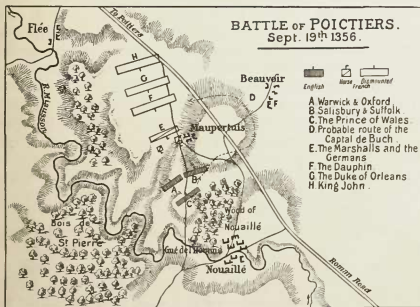 BATTLE OF POICTIERS.
Sept. 19th 1356.
Flée
To Poitiers
R. Miausson
H
G
F
E
D
Beauvoir
Maupertuis
A
B
C
Wood of
Nouaillé
Bois de
St Pierre
Nouaillé
Roman Road
English
Horse
Dismounted
French
A Warwick & Oxford
B. Salisbury & Suffolk
C. The Prince of Wales
D Probable route of the
Captal de Buch
E. The Marshalls and the
Germans
F. The Dauphin
G The Duke of Orleans
H King John